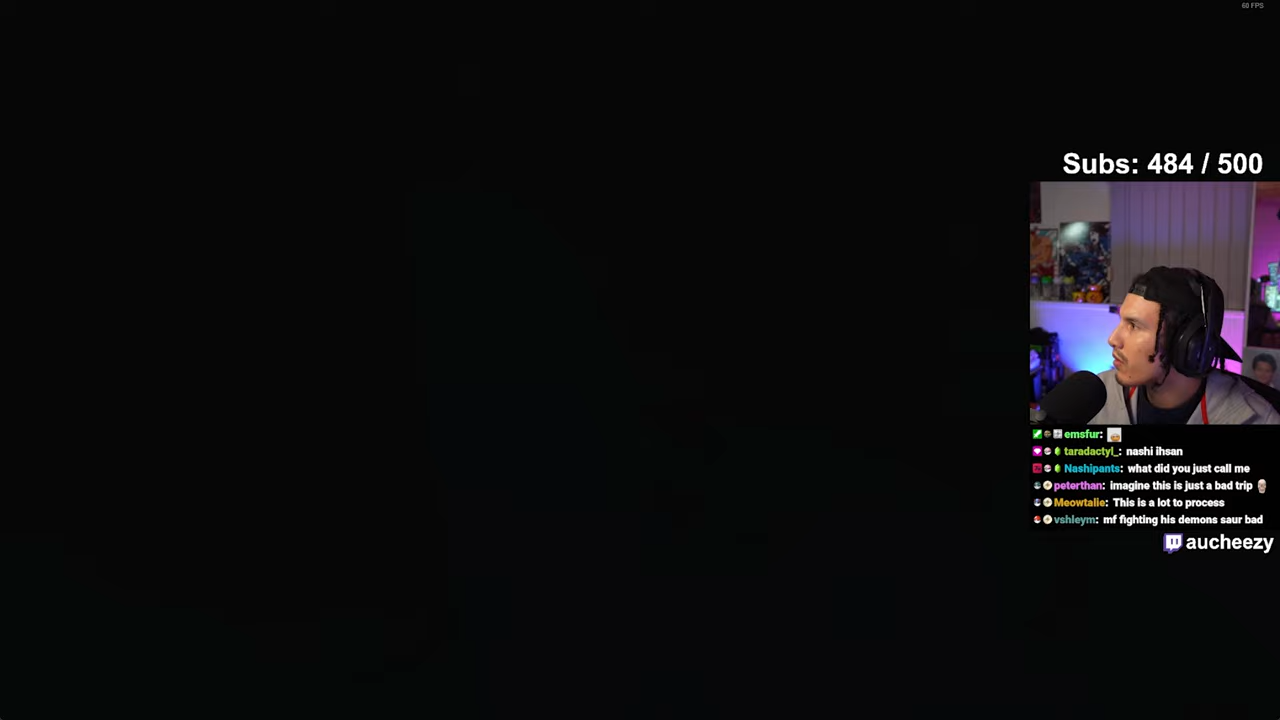 60 FPS
Subs: 484 / 500
emsfur:
taradactyl_: nashi ihsan
Nashipants: what did you just call me
peterthan: imagine this is just a bad trip
Meowtalie: This is a lot to process
vshleym: mf fighting his demons saur bad
aucheezy